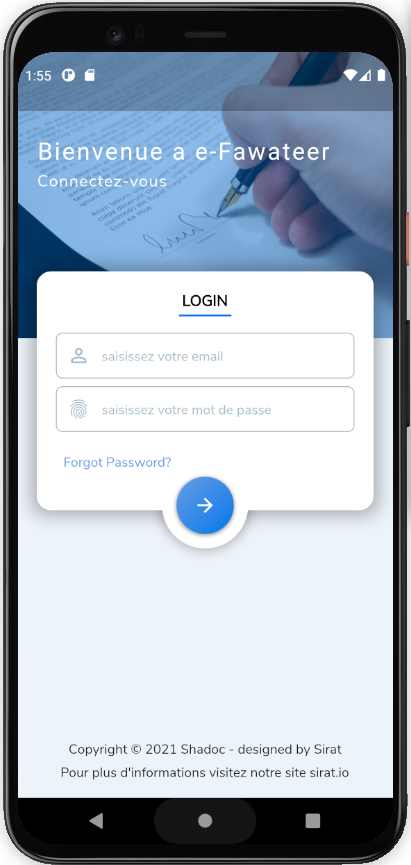 1:55
Bienvenue a e-Fawateer
Connectez-vous
LOGIN
saisissez votre email
saisissez votre mot de passe
Forgot Password?
Copyright © 2021 Shadoc - designed by Sirat
Pour plus d'informations visitez notre site sirat.io